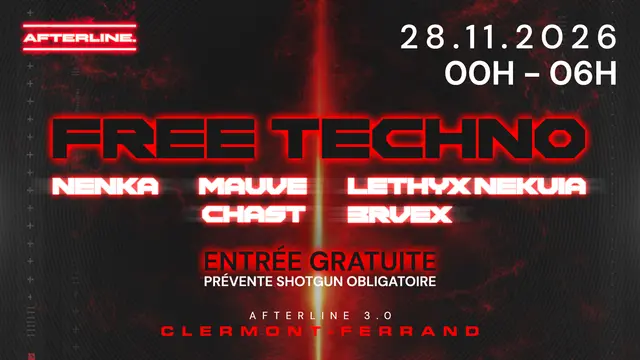 AFTERLINE.
28.11.2026
00H - 06H
FREE TECHNO
NENKA MAUVE LETHYX NEKUIA
CHAST BRVEX
ENTRÉE GRATUITE
PRÉVENTE SHOTGUN OBLIGATOIRE
AFTERLINE 3.0
CLERMONT-FERRAND